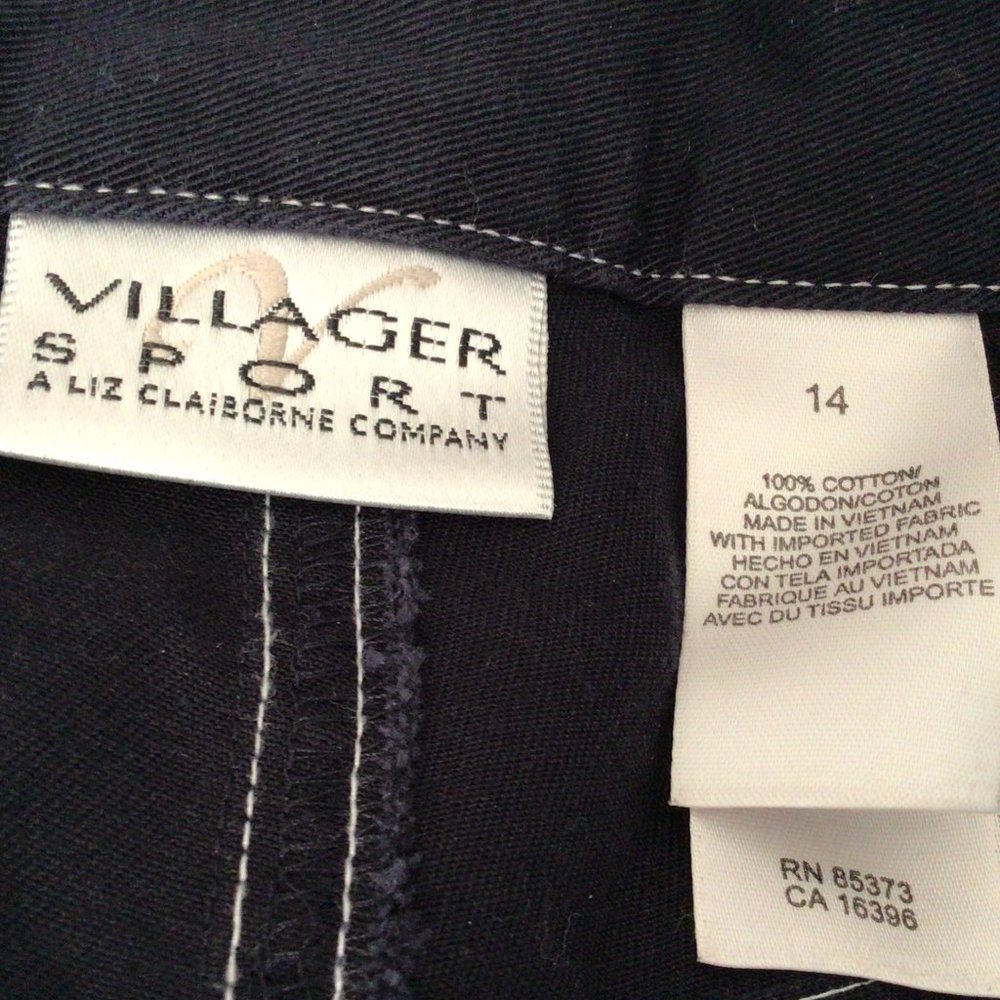 VILLAGER
SPORT
A LIZ CLAIBORNE COMPANY
14
100% COTTON/
ALGODON/COTON
MADE IN VIETNAM
WITH IMPORTED FABRIC
HECHO EN VIETNAM
CON TELA IMPORTADA
FABRIQUE AU VIETNAM
AVEC DU TISSU IMPORTE
RN 85373
CA 16396